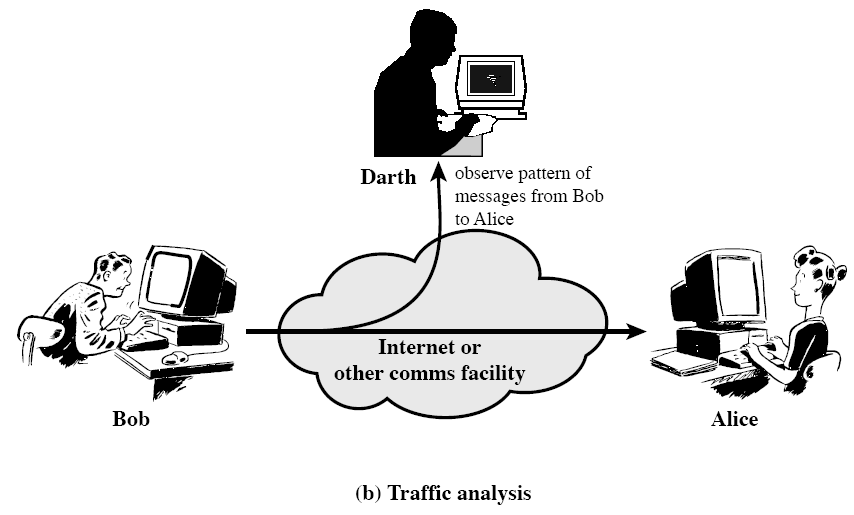 Darth
observe pattern of
messages from Bob
to Alice
Internet or
other comms facility
Bob
Alice
(b) Traffic analysis